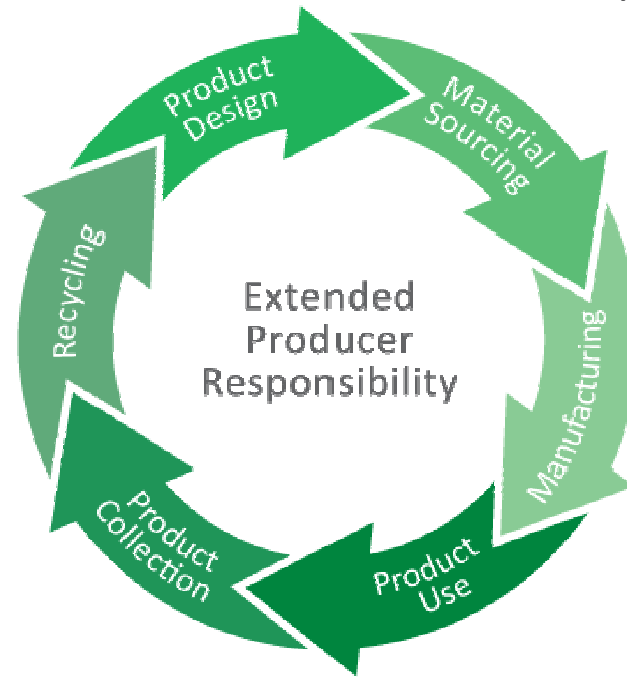 Product
Design
Material
Sourcing
Manufacturing
Product
Use
Product
Collection
Recycling
Extended
Producer
Responsibility